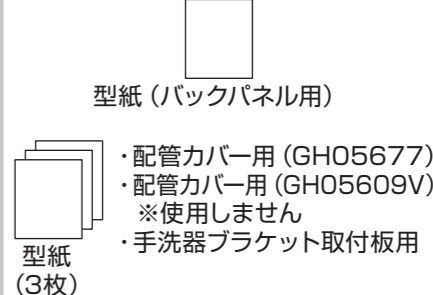 型紙（バックパネル用）
・配管カバー用（GH05677）
・配管カバー用（GH05609V）
※使用しません
・手洗器ブラケット取付板用
型紙
（3枚）